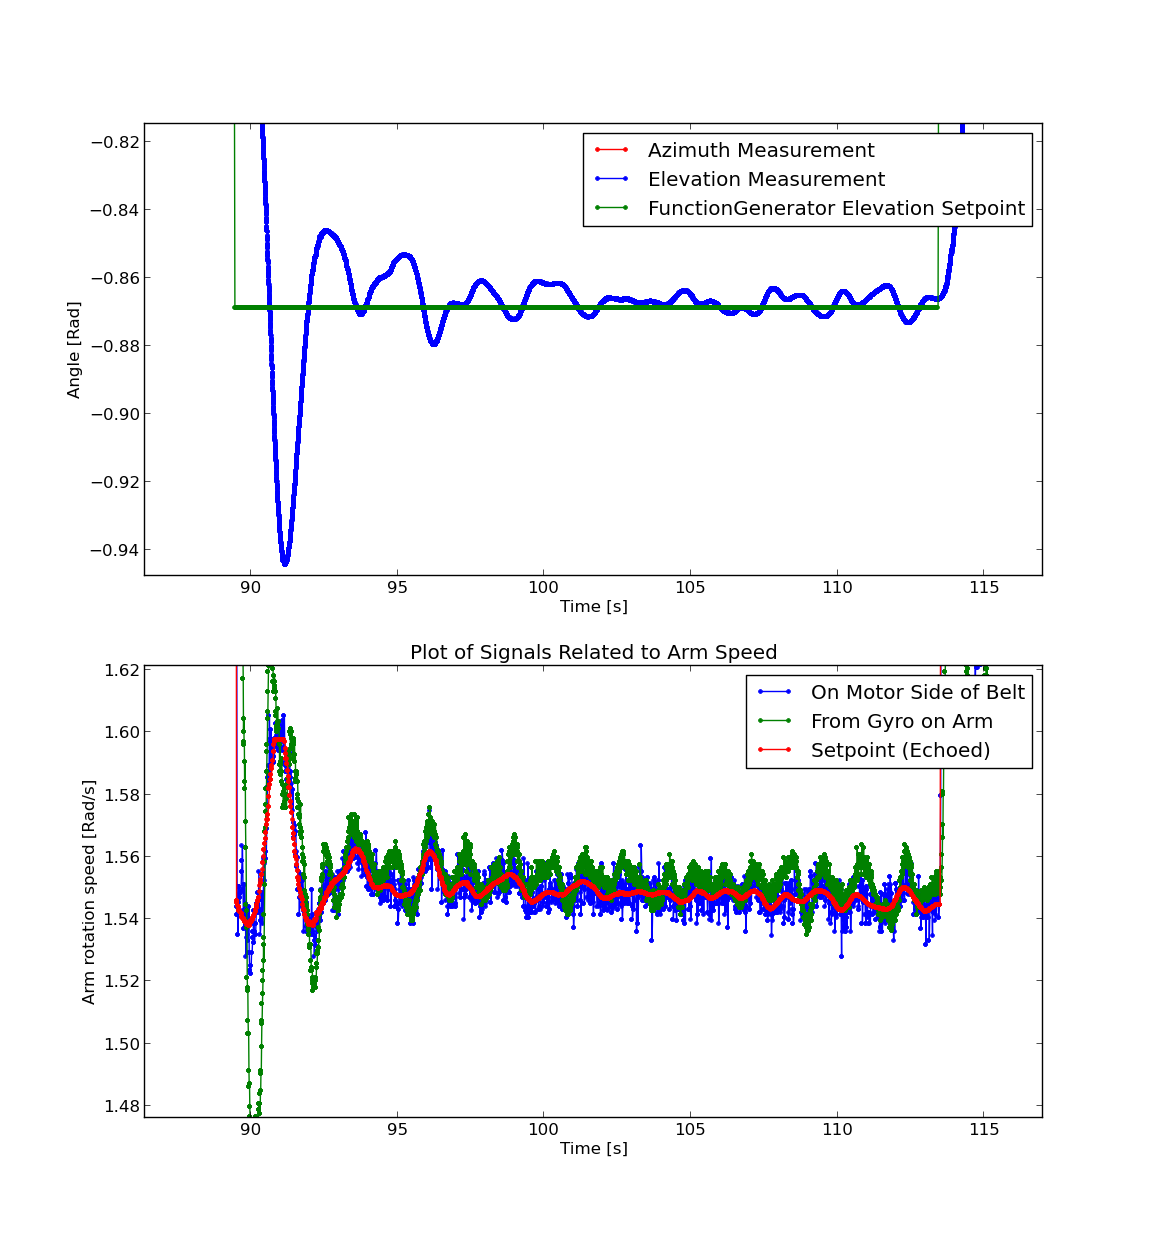 −0.82
−0.84
−0.86
−0.88
−0.90
−0.92
−0.94
Angle [Rad]
Azimuth Measurement
Elevation Measurement
FunctionGenerator Elevation Setpoint
90 95 100 105 110 115
Time [s]
Plot of Signals Related to Arm Speed
1.62
1.60
1.58
1.56
1.54
1.52
1.50
1.48
Arm rotation speed [Rad/s]
On Motor Side of Belt
From Gyro on Arm
Setpoint (Echoed)
90 95 100 105 110 115
Time [s]